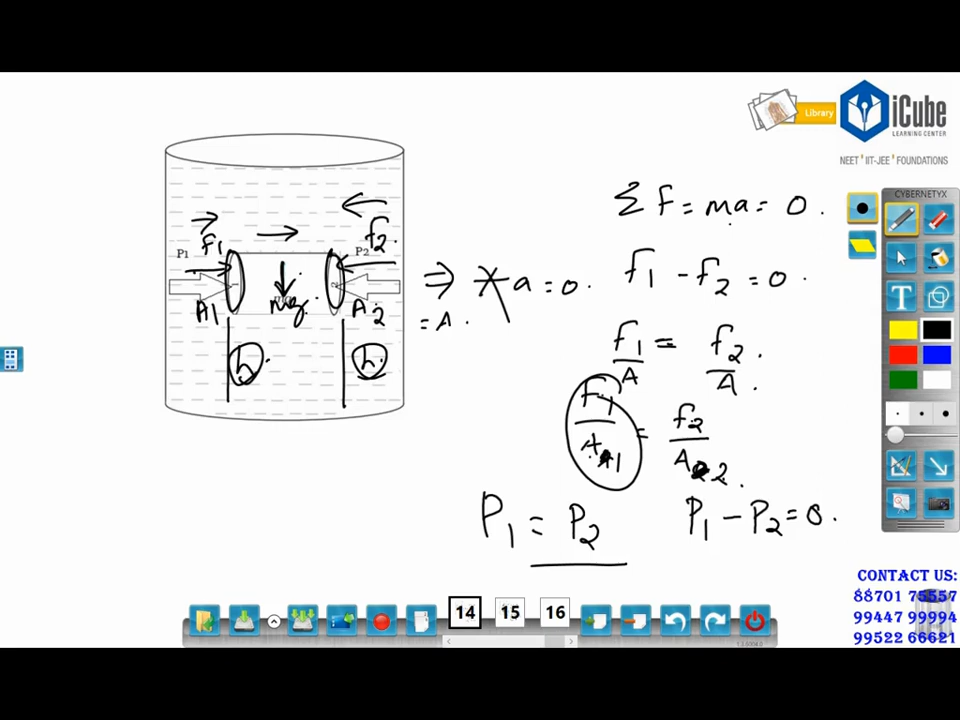 Library
iCube
LEARNING CENTER
NEET ' IIT-JEE ' FOUNDATIONS
CYBERNETYX
Σ F = ma = 0 .
F1
F2 .
P1
P2
mg .
A1
A2
h .
h .
⇒ a = 0 .
= A .
F1 - F2 = 0 .
F1/A = F2/A .
F1/A1 = F2/A2 .
P1 = P2
P1 - P2 = 0 .
CONTACT US:
88701 75557
99447 99994
99522 66621
14 15 16